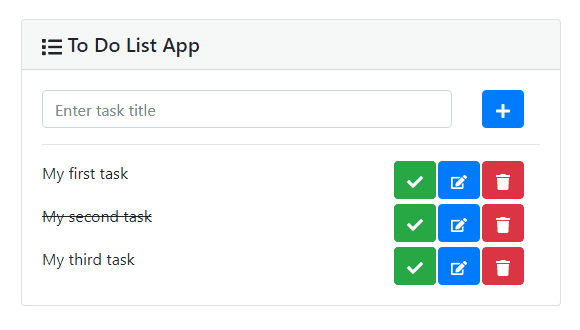 To Do List App
Enter task title
My first task
My second task
My third task